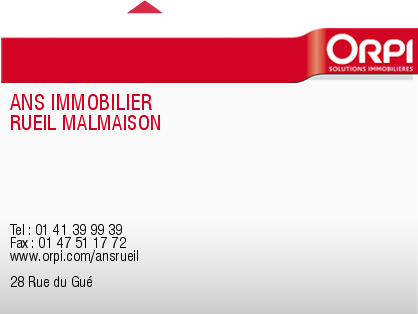 ORPI
SOLUTIONS IMMOBILIÈRES
ANS IMMOBILIER
RUEIL MALMAISON
Tel : 01 41 39 99 39
Fax : 01 47 51 17 72
www.orpi.com/ansrueil
28 Rue du Gué